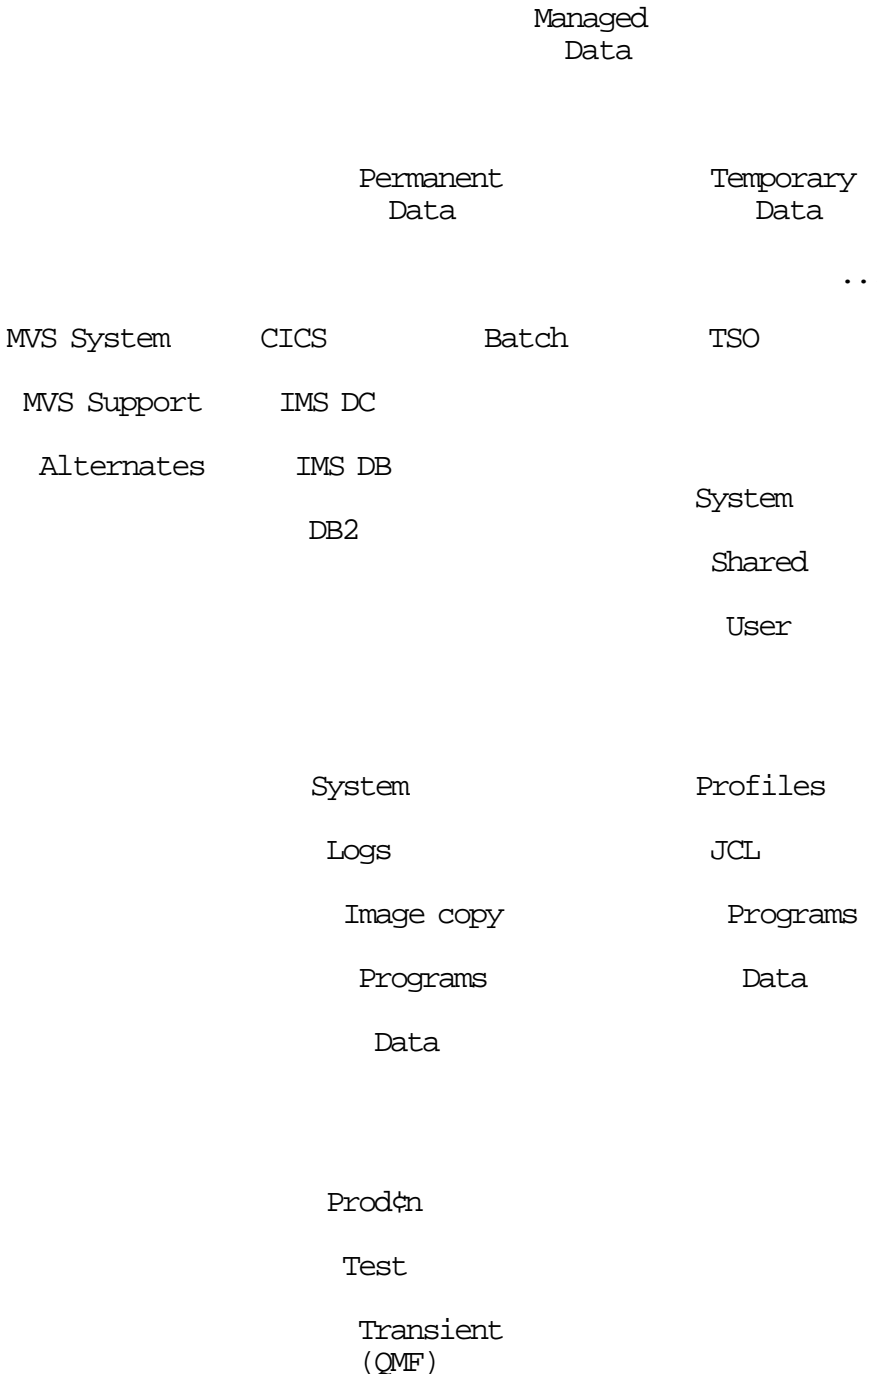 Managed
Data
Permanent Temporary
Data Data
..
MVS System CICS Batch TSO
MVS Support IMS DC
Alternates IMS DB
System
DB2
Shared
User
System Profiles
Logs JCL
Image copy Programs
Programs Data
Data
Prod¢n
Test
Transient
(QMF)